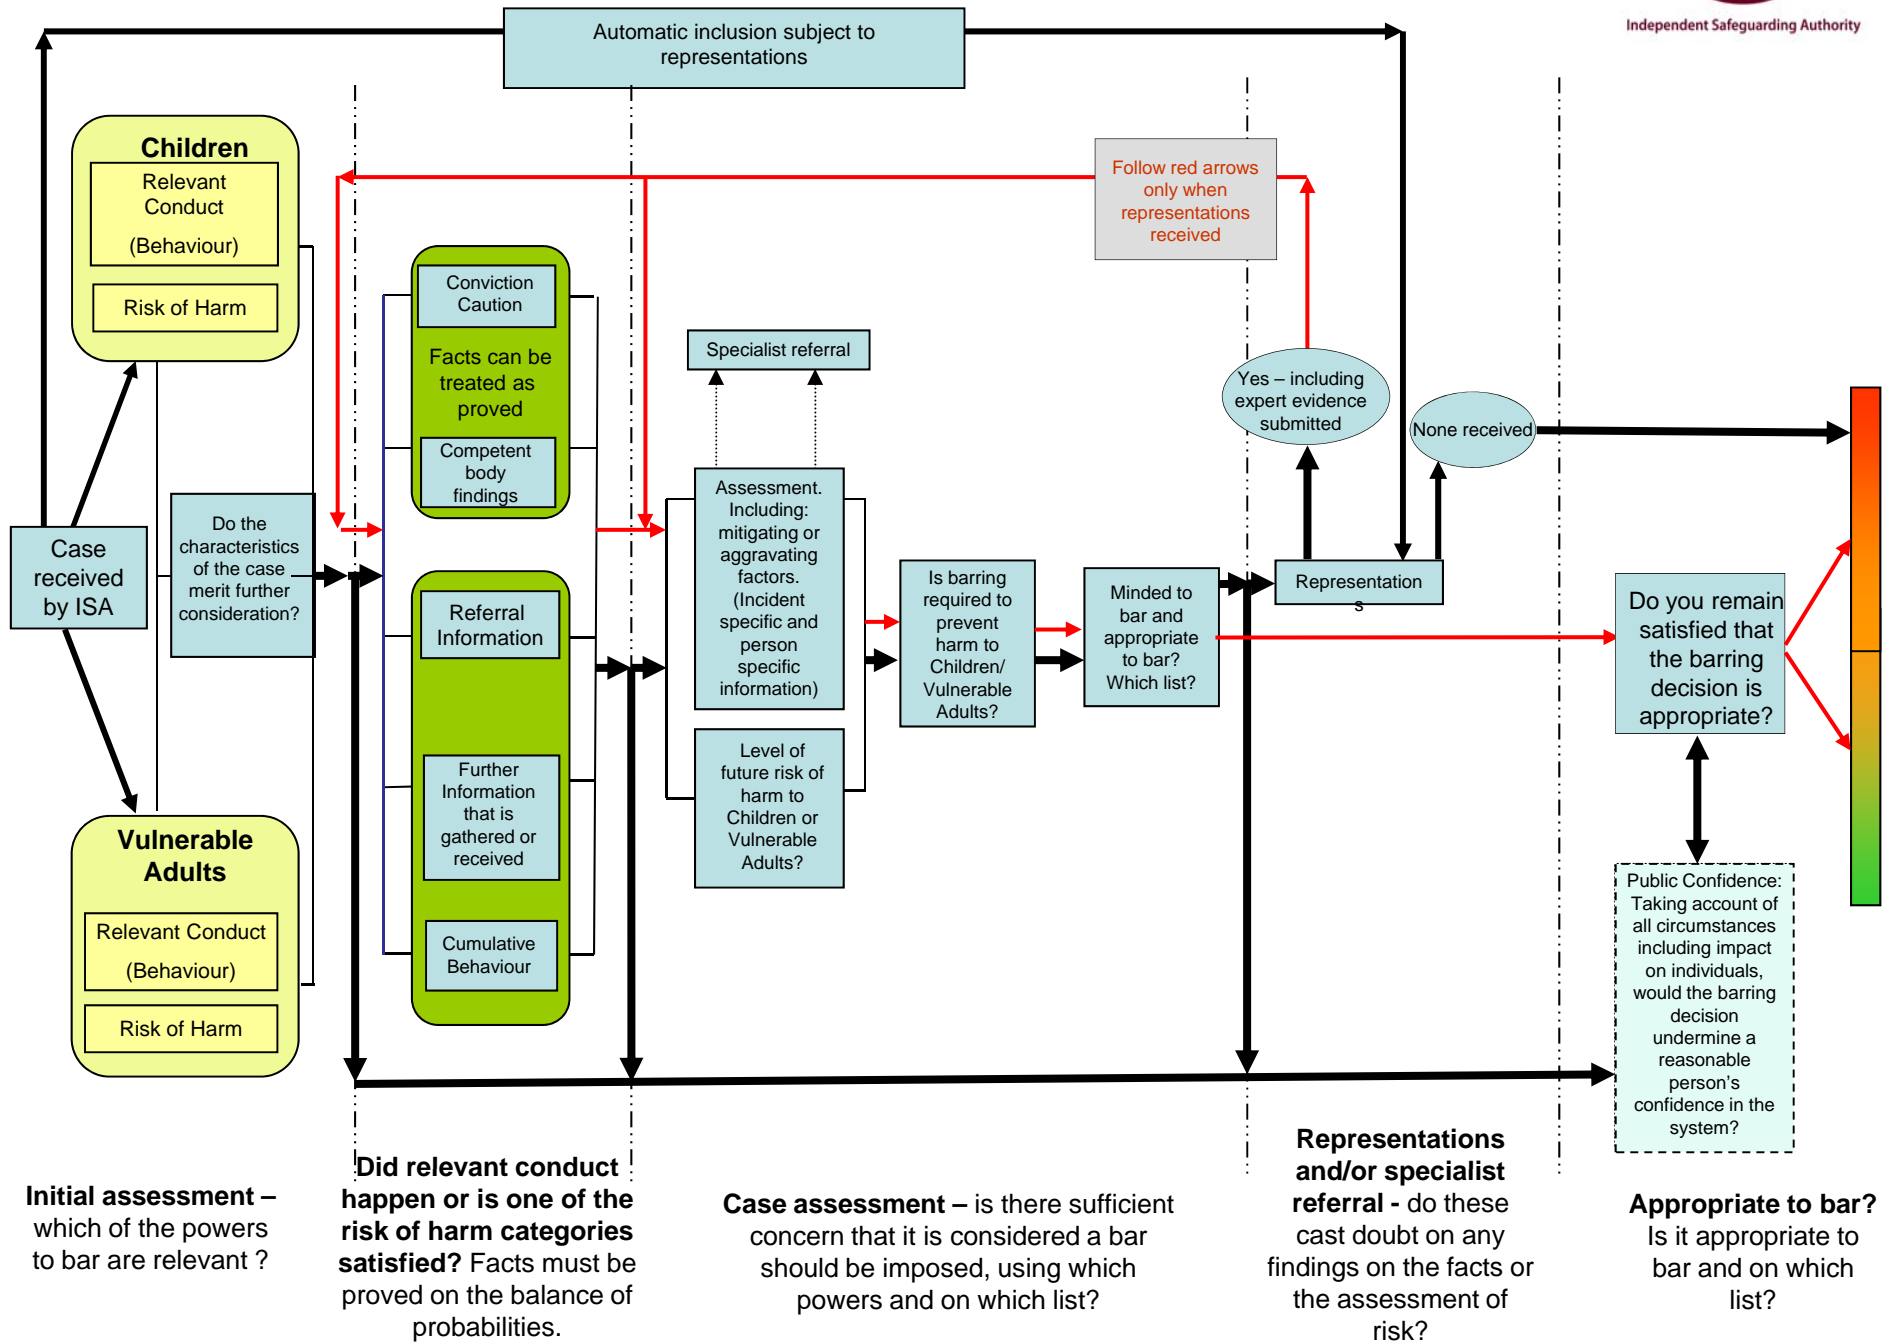 Independent Safeguarding Authority
Automatic inclusion subject to
representations
Children
Relevant
Conduct
(Behaviour)
Risk of Harm
Follow red arrows
only when
representations
received
Conviction
Caution
Facts can be
treated as
proved
Competent
body
findings
Specialist referral
Yes – including
expert evidence
submitted
None received
Case
received
by ISA
Do the
characteristics
of the case
merit further
consideration?
Assessment.
Including:
mitigating or
aggravating
factors.
(Incident
specific and
person
specific
information)
Is barring
required to
prevent
harm to
Children/
Vulnerable
Adults?
Minded to
bar and
appropriate
to bar?
Which list?
Representation
s
Do you remain
satisfied that
the barring
decision is
appropriate?
Referral
Information
Further
Information
that is
gathered or
received
Cumulative
Behaviour
Level of
future risk of
harm to
Children or
Vulnerable
Adults?
Vulnerable
Adults
Relevant Conduct
(Behaviour)
Risk of Harm
Public Confidence:
Taking account of
all circumstances
including impact
on individuals,
would the barring
decision
undermine a
reasonable
person’s
confidence in the
system?
Initial assessment –
which of the powers
to bar are relevant ?
Did relevant conduct
happen or is one of the
risk of harm categories
satisfied? Facts must be
proved on the balance of
probabilities.
Case assessment – is there sufficient
concern that it is considered a bar
should be imposed, using which
powers and on which list?
Representations
and/or specialist
referral - do these
cast doubt on any
findings on the facts or
the assessment of
risk?
Appropriate to bar?
Is it appropriate to
bar and on which
list?